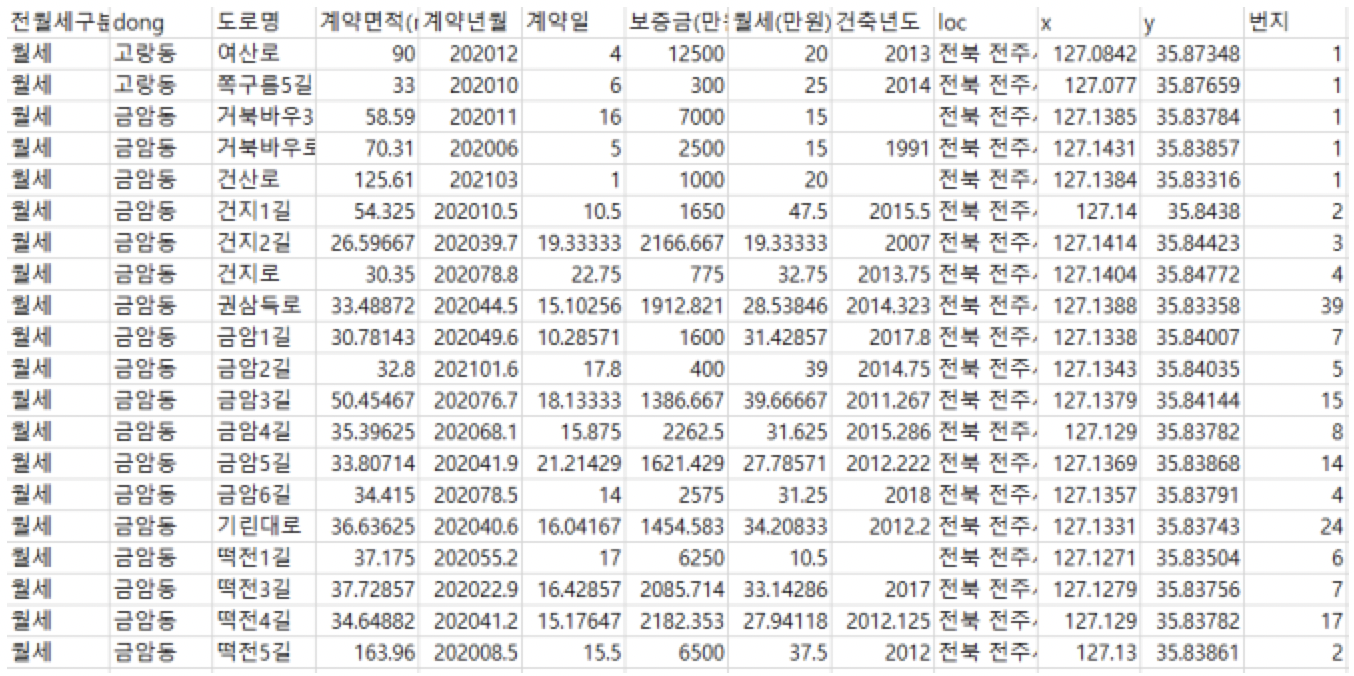 전월세구분 dong 도로명 계약면적(r 계약년월 계약일 보증금(만 월세(만원) 건축년도 loc x y 번지
월세 고랑동 여산로 90 202012 4 12500 20 2013 전북 전주 127.0842 35.87348 1
월세 고랑동 쪽구름5길 33 202010 6 300 25 2014 전북 전주 127.077 35.87659 1
월세 금암동 거북바우3 58.59 202011 16 7000 15 전북 전주 127.1385 35.83784 1
월세 금암동 거북바우로 70.31 202006 5 2500 15 1991 전북 전주 127.1431 35.83857 1
월세 금암동 건산로 125.61 202103 1 1000 20 전북 전주 127.1384 35.83316 1
월세 금암동 건지1길 54.325 202010.5 10.5 1650 47.5 2015.5 전북 전주 127.14 35.8438 2
월세 금암동 건지2길 26.59667 202039.7 19.33333 2166.667 19.33333 2007 전북 전주 127.1414 35.84423 3
월세 금암동 건지로 30.35 202078.8 22.75 775 32.75 2013.75 전북 전주 127.1404 35.84772 4
월세 금암동 권삼득로 33.48872 202044.5 15.10256 1912.821 28.53846 2014.323 전북 전주 127.1388 35.83358 39
월세 금암동 금암1길 30.78143 202049.6 10.28571 1600 31.42857 2017.8 전북 전주 127.1338 35.84007 7
월세 금암동 금암2길 32.8 202101.6 17.8 400 39 2014.75 전북 전주 127.1343 35.84035 5
월세 금암동 금암3길 50.45467 202076.7 18.13333 1386.667 39.66667 2011.267 전북 전주 127.1379 35.84144 15
월세 금암동 금암4길 35.39625 202068.1 15.875 2262.5 31.625 2015.286 전북 전주 127.129 35.83782 8
월세 금암동 금암5길 33.80714 202041.9 21.21429 1621.429 27.78571 2012.222 전북 전주 127.1369 35.83868 14
월세 금암동 금암6길 34.415 202078.5 14 2575 31.25 2018 전북 전주 127.1357 35.83791 4
월세 금암동 기린대로 36.63625 202040.6 16.04167 1454.583 34.20833 2012.2 전북 전주 127.1331 35.83743 24
월세 금암동 떡전1길 37.175 202055.2 17 6250 10.5 전북 전주 127.1271 35.83504 6
월세 금암동 떡전3길 37.72857 202022.9 16.42857 2085.714 33.14286 2017 전북 전주 127.1279 35.83756 7
월세 금암동 떡전4길 34.64882 202041.2 15.17647 2182.353 27.94118 2012.125 전북 전주 127.129 35.83782 17
월세 금암동 떡전5길 163.96 202008.5 15.5 6500 37.5 2012 전북 전주 127.13 35.83861 2